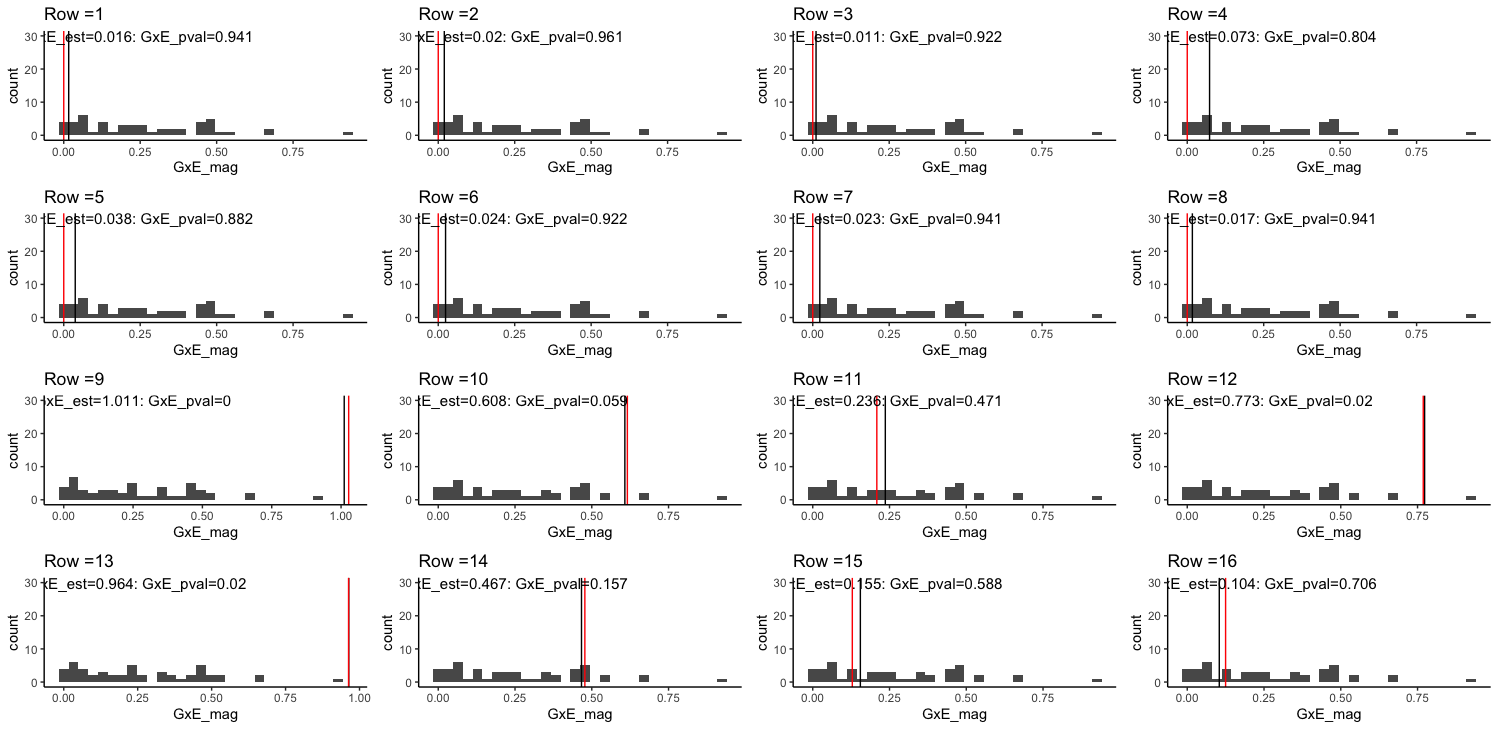 Row =1
E_est=0.016: GxE_pval=0.941
30
20
10
0
count
0.00 0.25 0.50 0.75
GxE_mag
Row =2
xE_est=0.02: GxE_pval=0.961
30
20
10
0
count
0.00 0.25 0.50 0.75
GxE_mag
Row =3
E_est=0.011: GxE_pval=0.922
30
20
10
0
count
0.00 0.25 0.50 0.75
GxE_mag
Row =4
E_est=0.073: GxE_pval=0.804
30
20
10
0
count
0.00 0.25 0.50 0.75
GxE_mag
Row =5
E_est=0.038: GxE_pval=0.882
30
20
10
0
count
0.00 0.25 0.50 0.75
GxE_mag
Row =6
E_est=0.024: GxE_pval=0.922
30
20
10
0
count
0.00 0.25 0.50 0.75
GxE_mag
Row =7
E_est=0.023: GxE_pval=0.941
30
20
10
0
count
0.00 0.25 0.50 0.75
GxE_mag
Row =8
E_est=0.017: GxE_pval=0.941
30
20
10
0
count
0.00 0.25 0.50 0.75
GxE_mag
Row =9
xE_est=1.011: GxE_pval=0
30
20
10
0
count
0.00 0.25 0.50 0.75 1.00
GxE_mag
Row =10
E_est=0.608: GxE_pval=0.059
30
20
10
0
count
0.00 0.25 0.50 0.75
GxE_mag
Row =11
E_est=0.236: GxE_pval=0.471
30
20
10
0
count
0.00 0.25 0.50 0.75
GxE_mag
Row =12
xE_est=0.773: GxE_pval=0.02
30
20
10
0
count
0.00 0.25 0.50 0.75
GxE_mag
Row =13
xE_est=0.964: GxE_pval=0.02
30
20
10
0
count
0.00 0.25 0.50 0.75 1.00
GxE_mag
Row =14
E_est=0.467: GxE_pval=0.157
30
20
10
0
count
0.00 0.25 0.50 0.75
GxE_mag
Row =15
E_est=0.155: GxE_pval=0.588
30
20
10
0
count
0.00 0.25 0.50 0.75
GxE_mag
Row =16
E_est=0.104: GxE_pval=0.706
30
20
10
0
count
0.00 0.25 0.50 0.75
GxE_mag